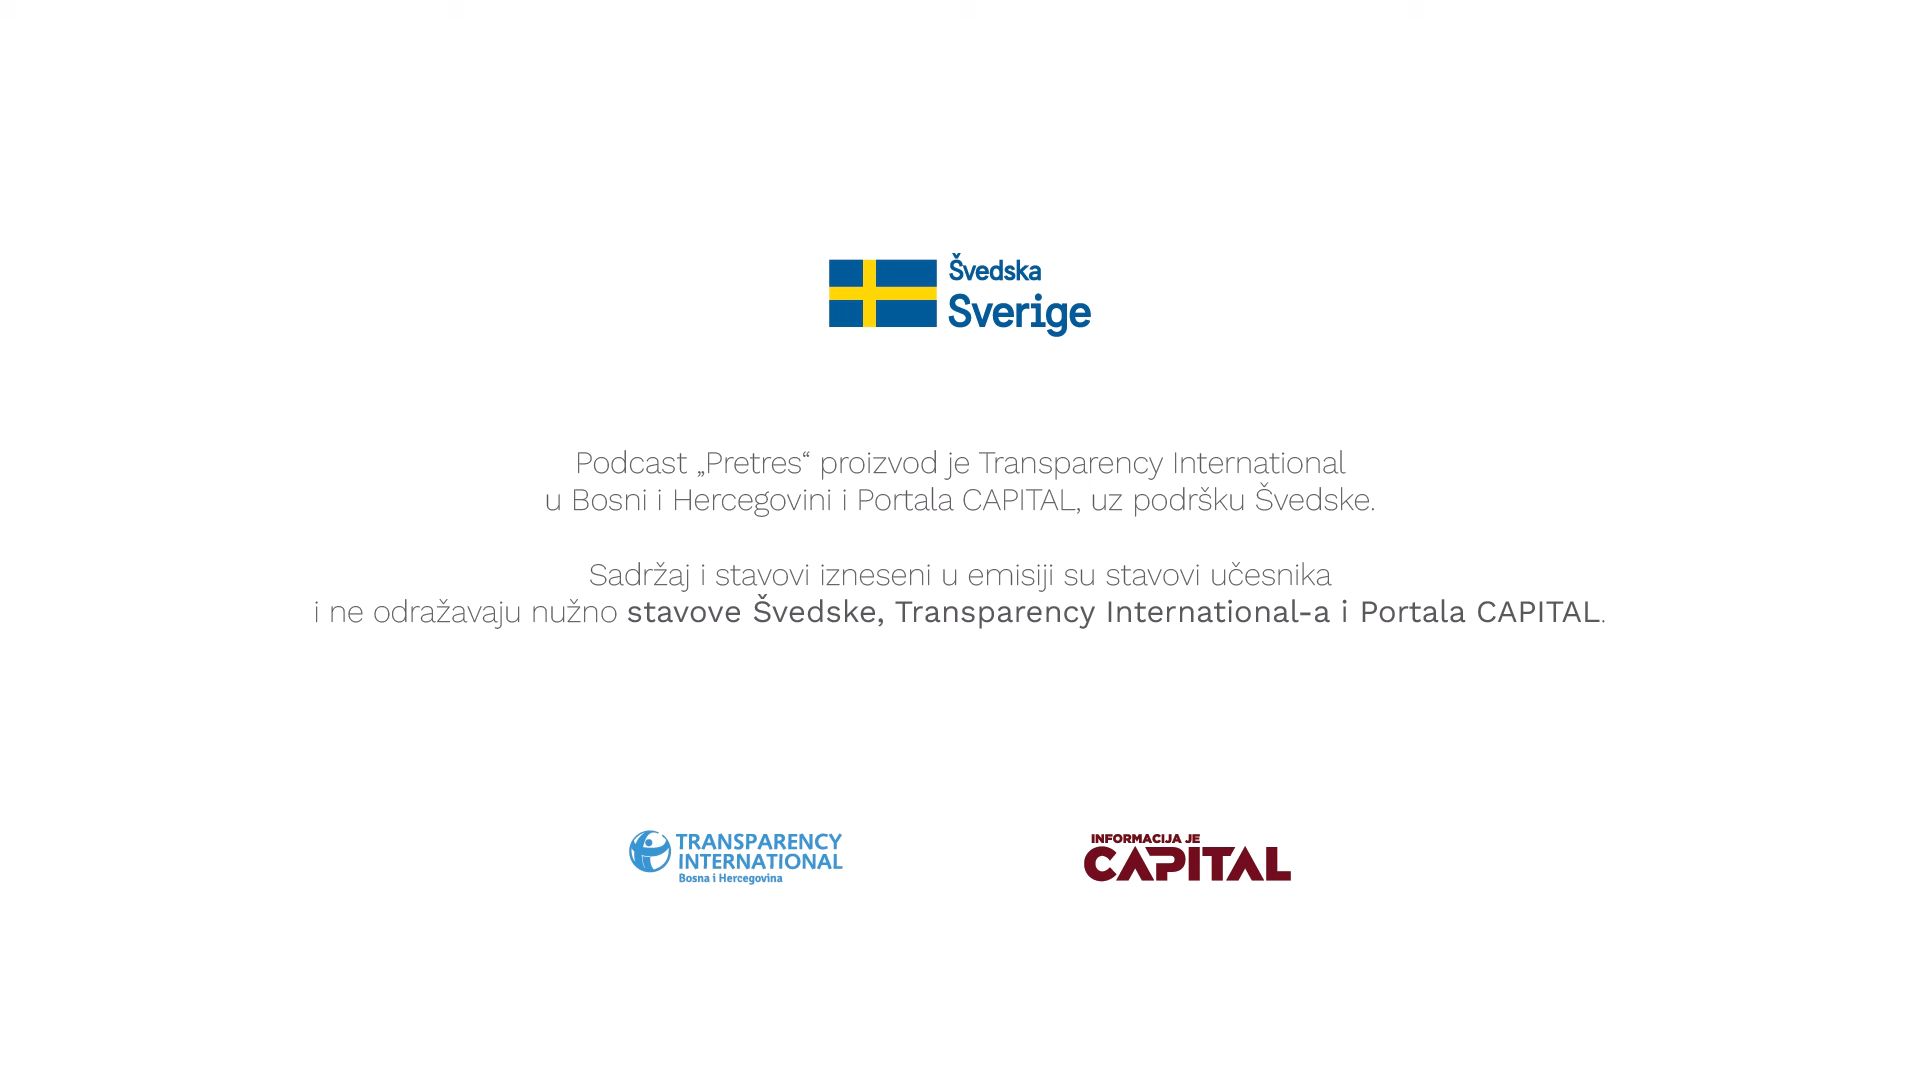 Švedska
Sverige
Podcast „Pretres“ proizvod je Transparency International
u Bosni i Hercegovini i Portala CAPITAL, uz podršku Švedske.
Sadržaj i stavovi izneseni u emisiji su stavovi učesnika
i ne odražavaju nužno stavove Švedske, Transparency International-a i Portala CAPITAL.
TRANSPARENCY
INTERNATIONAL
Bosna i Hercegovina
INFORMACIJA JE
CAPITAL